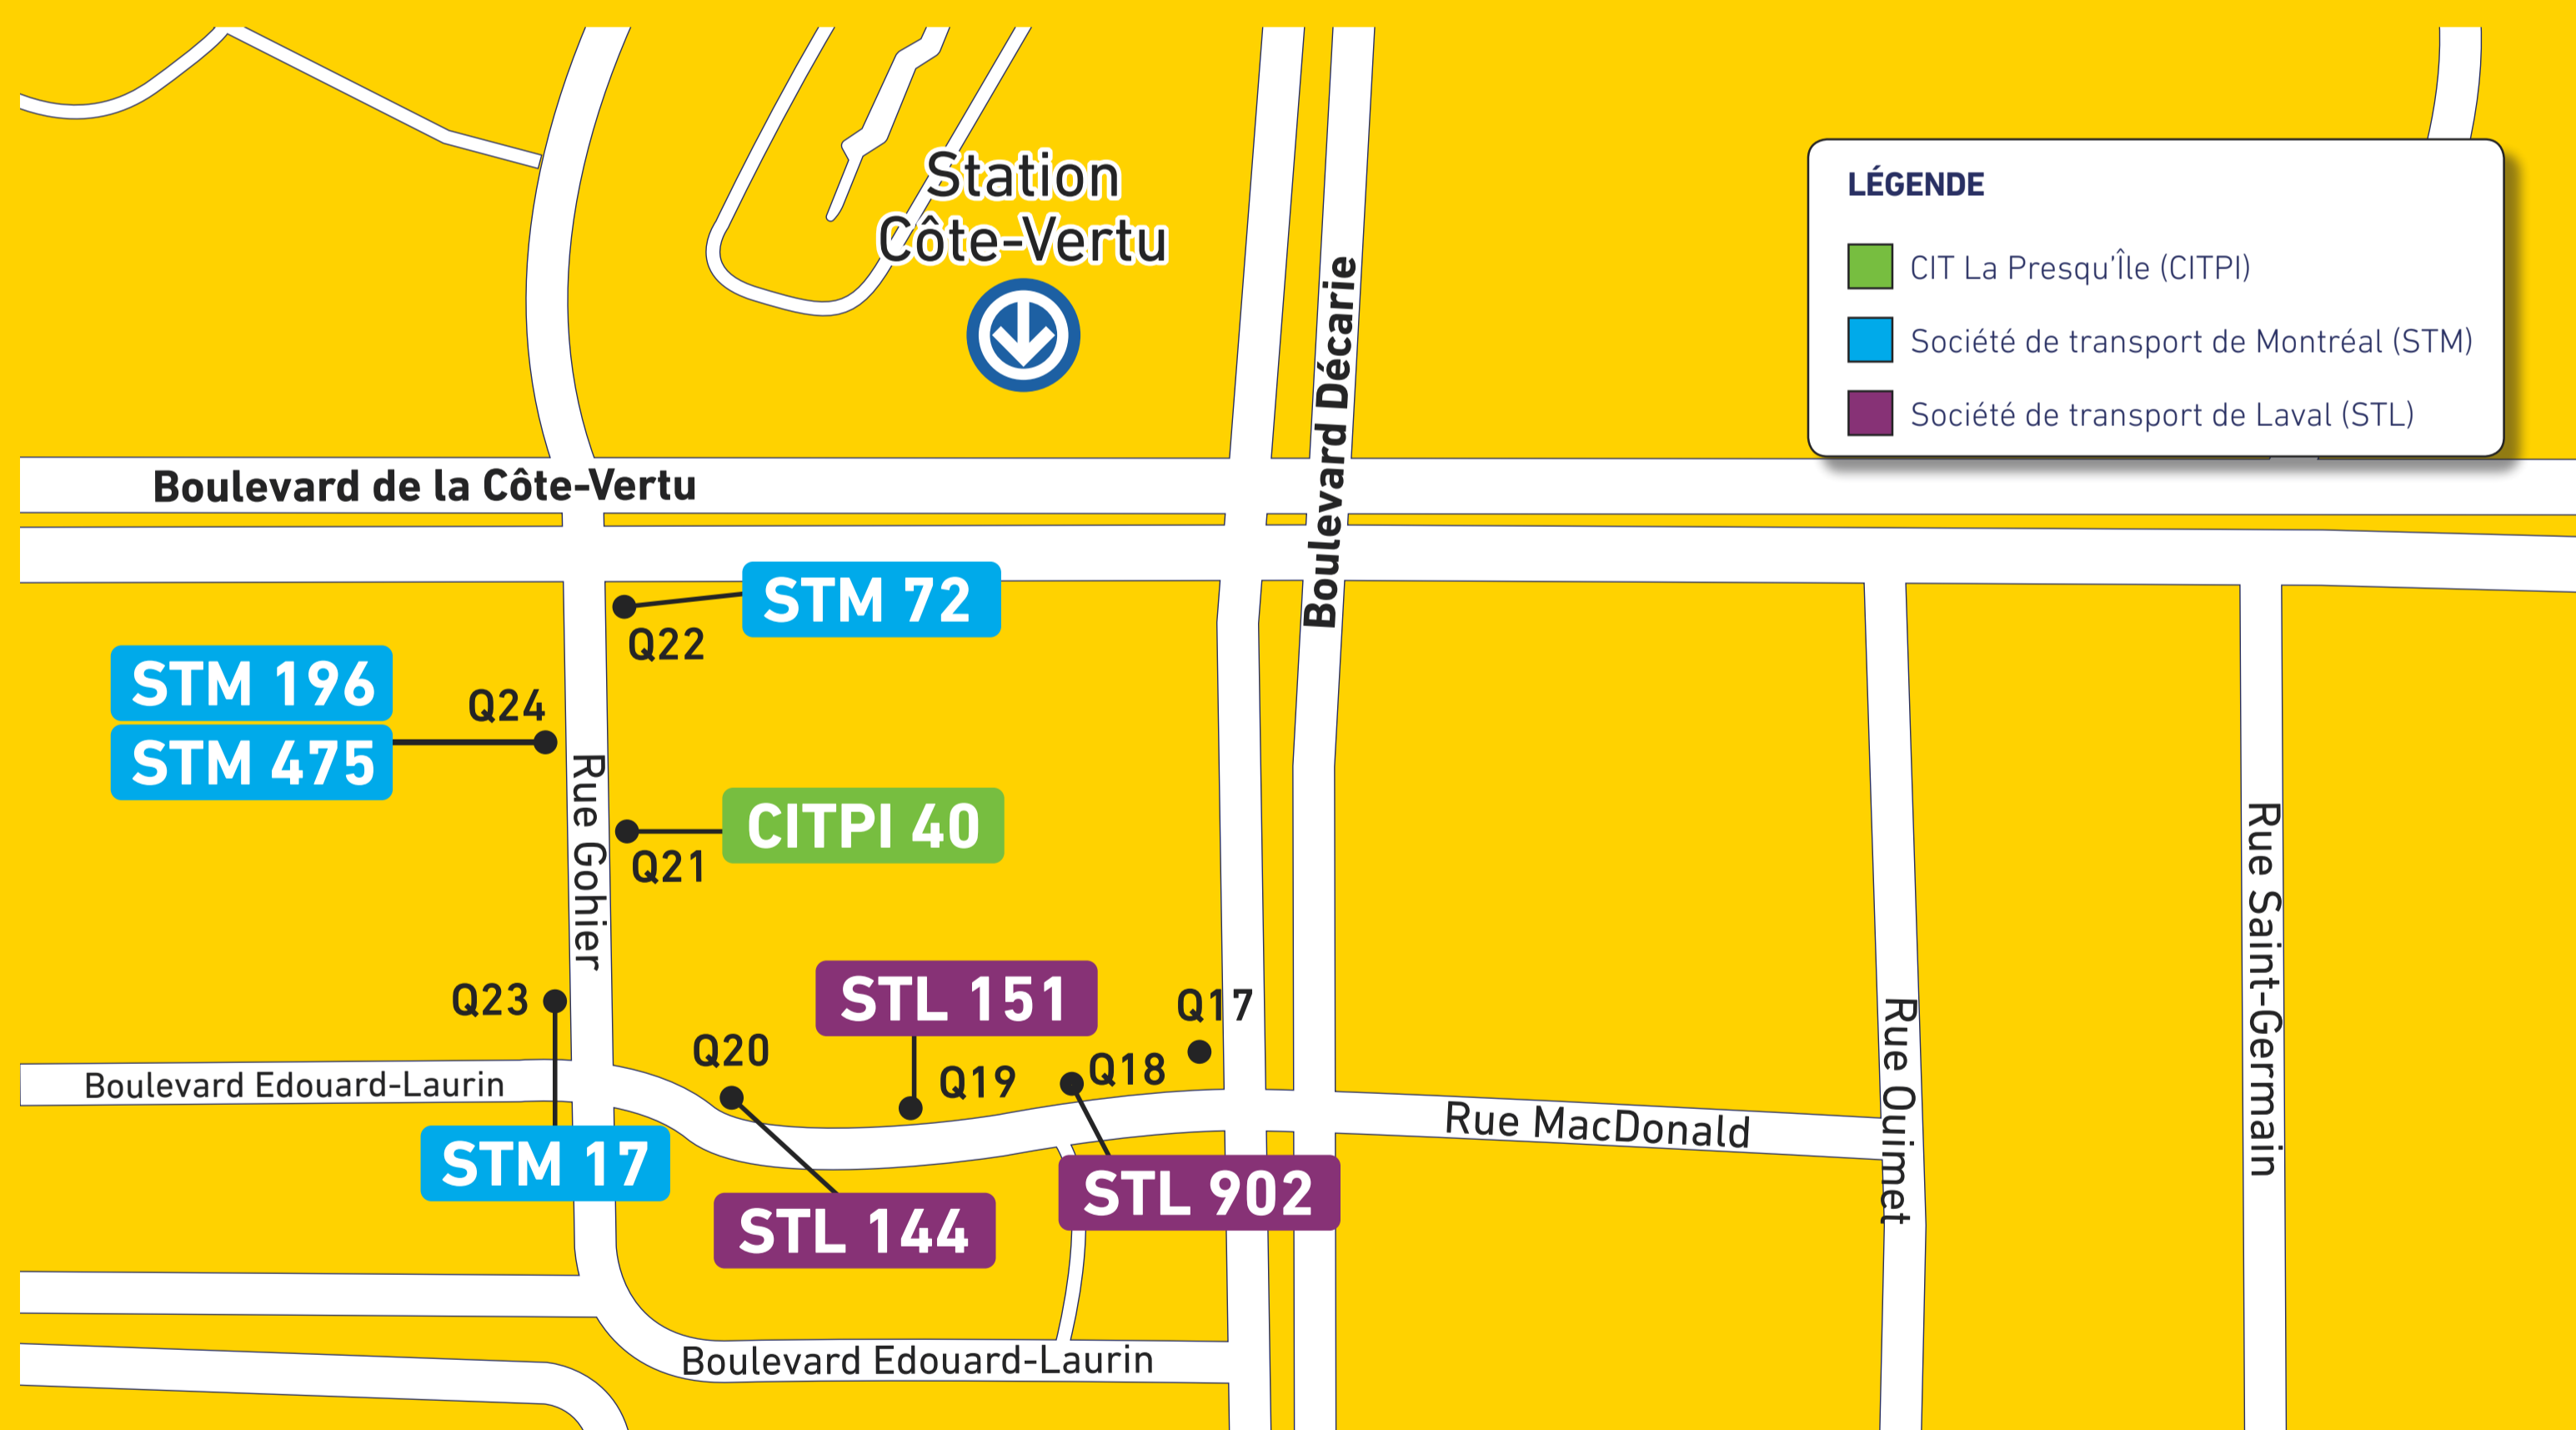 Station
Côte-Vertu
LÉGENDE
CIT La Presqu'Île (CITPI)
Société de transport de Montréal (STM)
Société de transport de Laval (STL)
Boulevard Décarie
Boulevard de la Côte-Vertu
STM 72
Q22
STM 196
Q24
STM 475
Rue Gohier
CITPI 40
Q21
Rue Saint-Germain
STL 151
Q23
Q17
Rue Ouimet
Q20
Q19
Q18
Boulevard Edouard-Laurin
Rue MacDonald
STM 17
STL 902
STL 144
Boulevard Edouard-Laurin